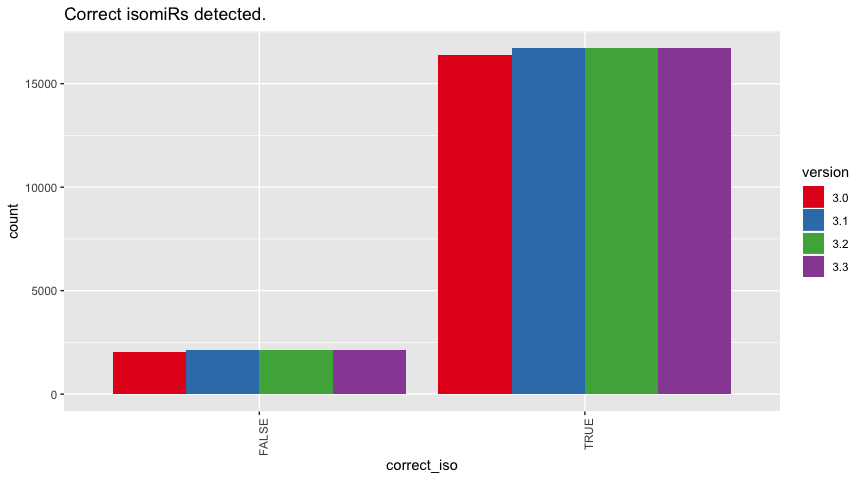 Correct isomiRs detected.
count
15000
10000
5000
0
FALSE
TRUE
correct_iso
version
3.0
3.1
3.2
3.3